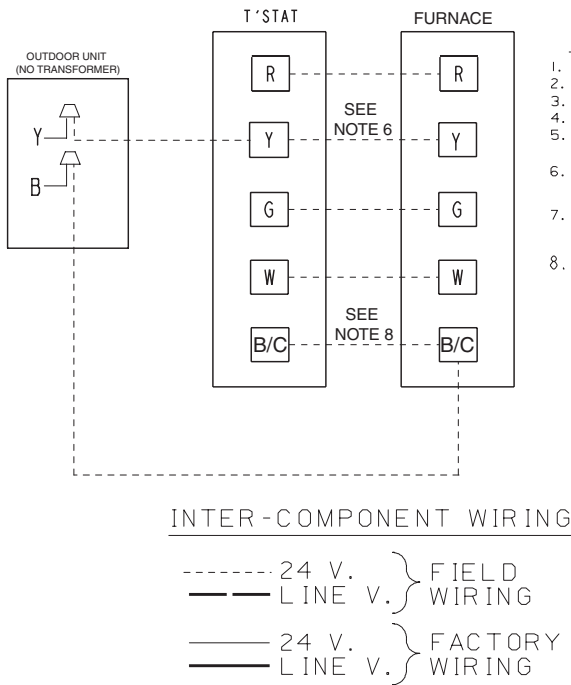 T'STAT
FURNACE
OUTDOOR UNIT
(NO TRANSFORMER)
R
R
1.
2.
3.
4.
5.
6.
7.
8.
SEE
NOTE 6
Y
Y
Y
B
G
G
W
W
SEE
NOTE 8
B/C
B/C
INTER-COMPONENT WIRING
24 V.
LINE V.
FIELD
WIRING
24 V.
LINE V.
FACTORY
WIRING